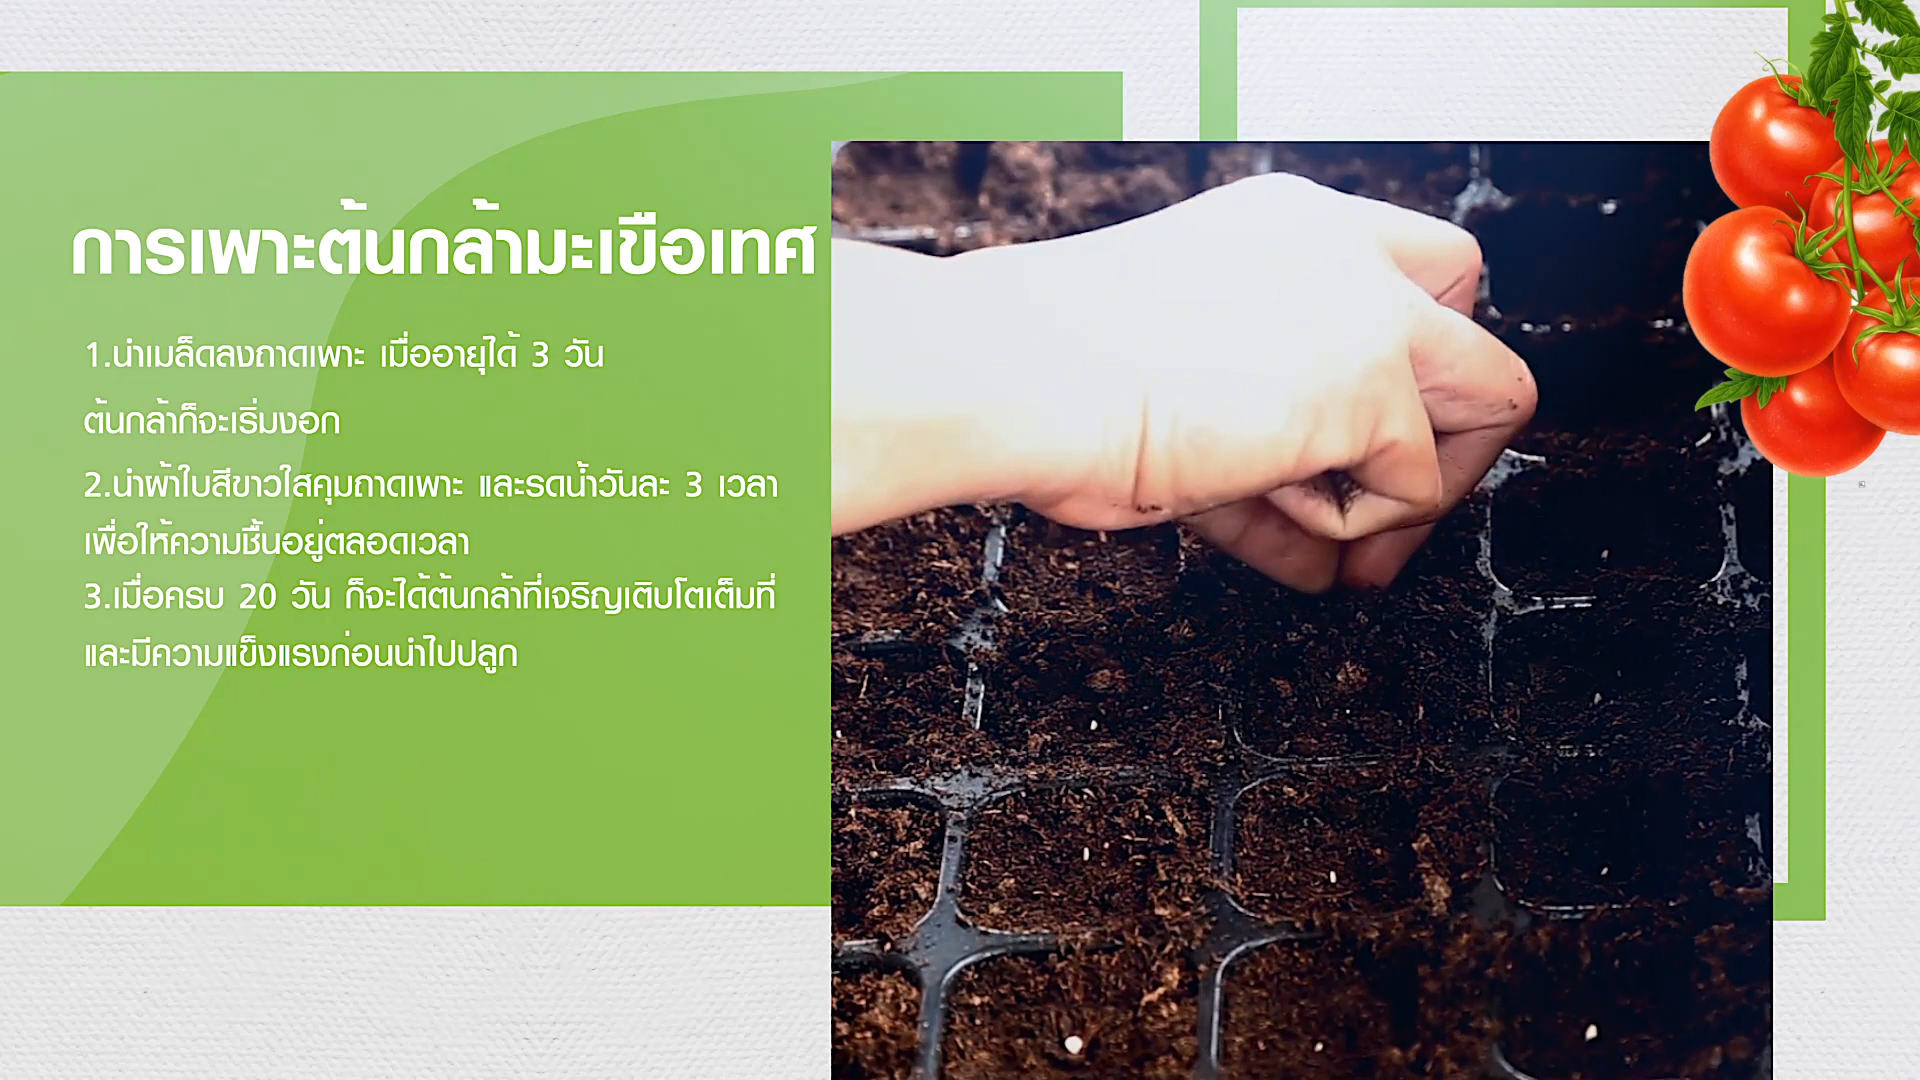 การเพาะต้นกล้ามะเขือเทศ
1.นำเมล็ดลงถาดเพาะ เมื่ออายุได้ 3 วัน
ต้นกล้าก็จะเริ่มงอก
2.นำผ้าใบสีขาวใสคุมถาดเพาะ และรดน้ำวันละ 3 เวลา
เพื่อให้ความชื้นอยู่ตลอดเวลา
3.เมื่อครบ 20 วัน ก็จะได้ต้นกล้าที่เจริญเติบโตเต็มที่
และมีความแข็งแรงก่อนนำไปปลูก